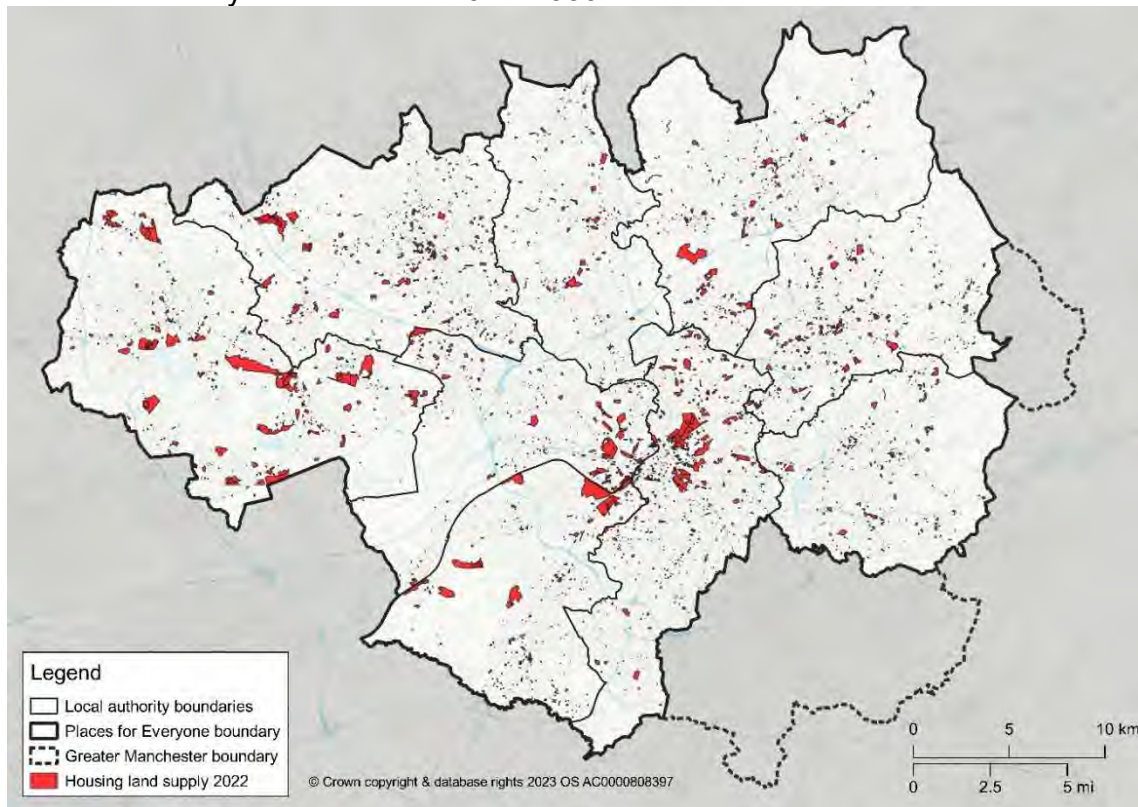 Legend
Local authority boundaries
Places for Everyone boundary
Greater Manchester boundary
Housing land supply 2022
© Crown copyright & database rights 2023 OS AC0000808397
0 5 10 km
0 2.5 5 mi